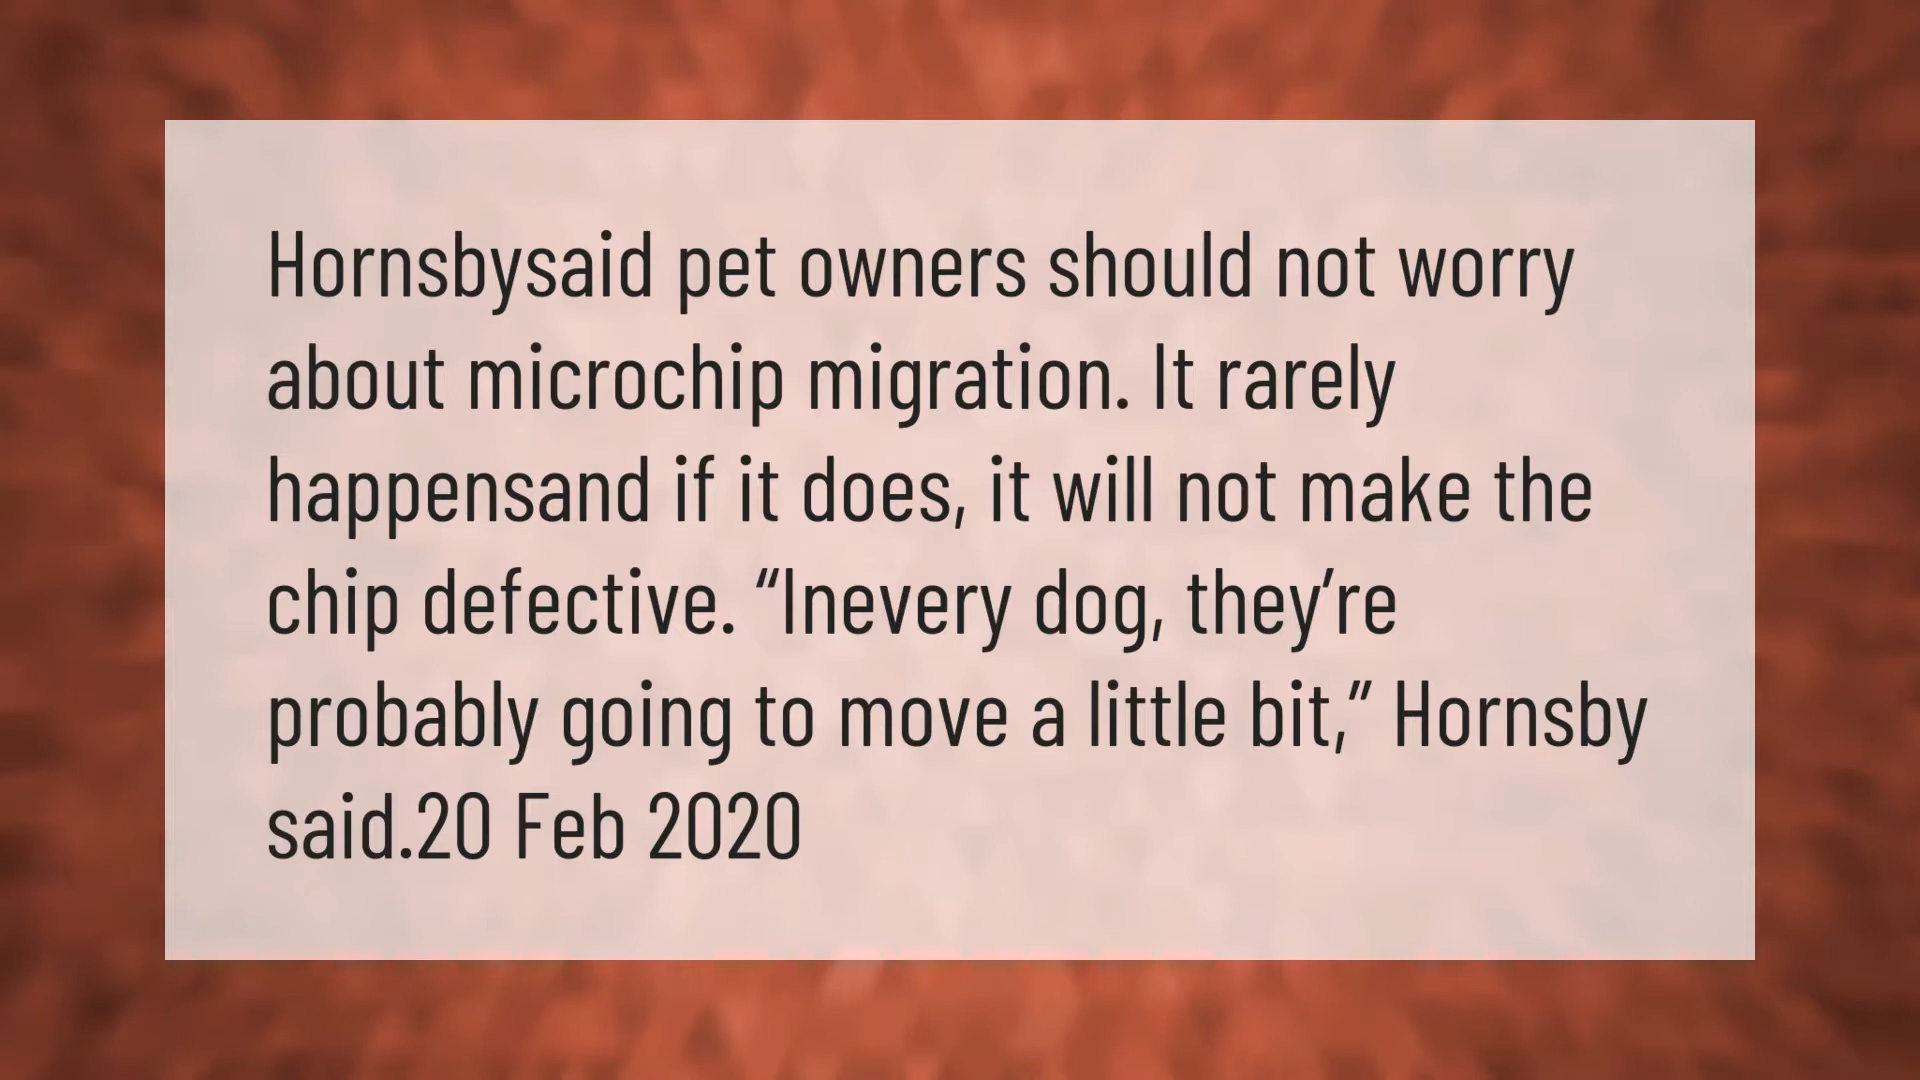 Hornsbysaid pet owners should not worry
about microchip migration. It rarely
happensand if it does, it will not make the
chip defective. “Inevery dog, they’re
probably going to move a little bit,” Hornsby
said.20 Feb 2020